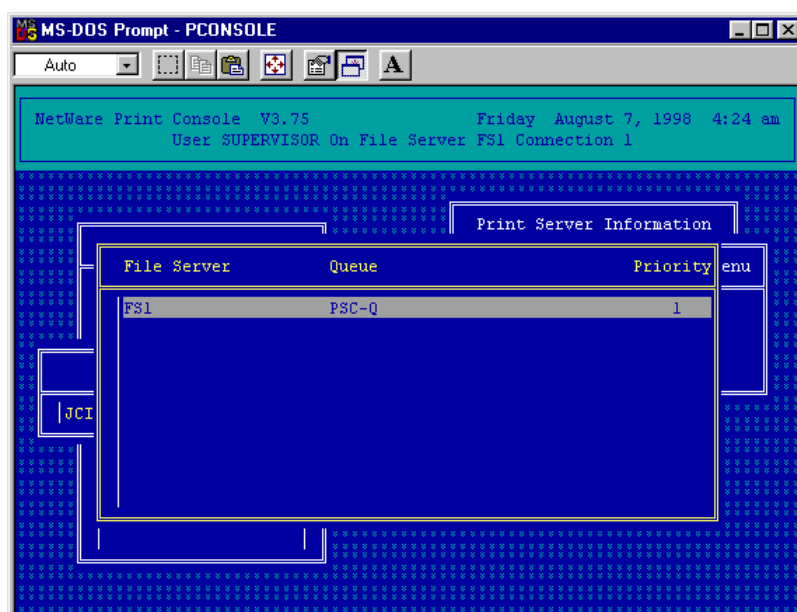 MS-DOS Prompt - PCONSOLE
Auto
A
NetWare Print Console V3.75 Friday August 7, 1998 4:24 am
User SUPERVISOR On File Server FS1 Connection 1
Print Server Information
File Server Queue Priority
enu
FS1 PSC-Q 1
JCI